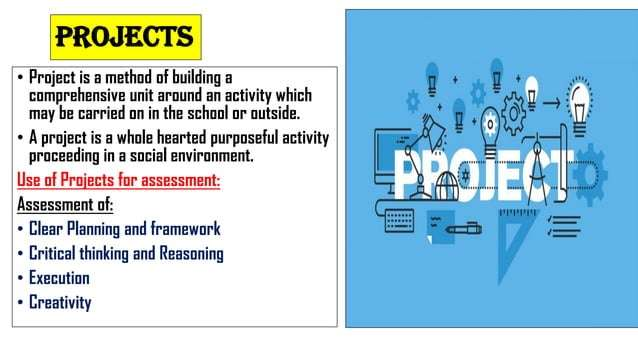 PROJECTS
• Project is a method of building a
comprehensive unit around an activity which
may be carried on in the school or outside.
• A project is a whole hearted purposeful activity
proceeding in a social environment.
Use of Projects for assessment:
Assessment of:
• Clear Planning and framework
• Critical thinking and Reasoning
• Execution
• Creativity
PROJECT